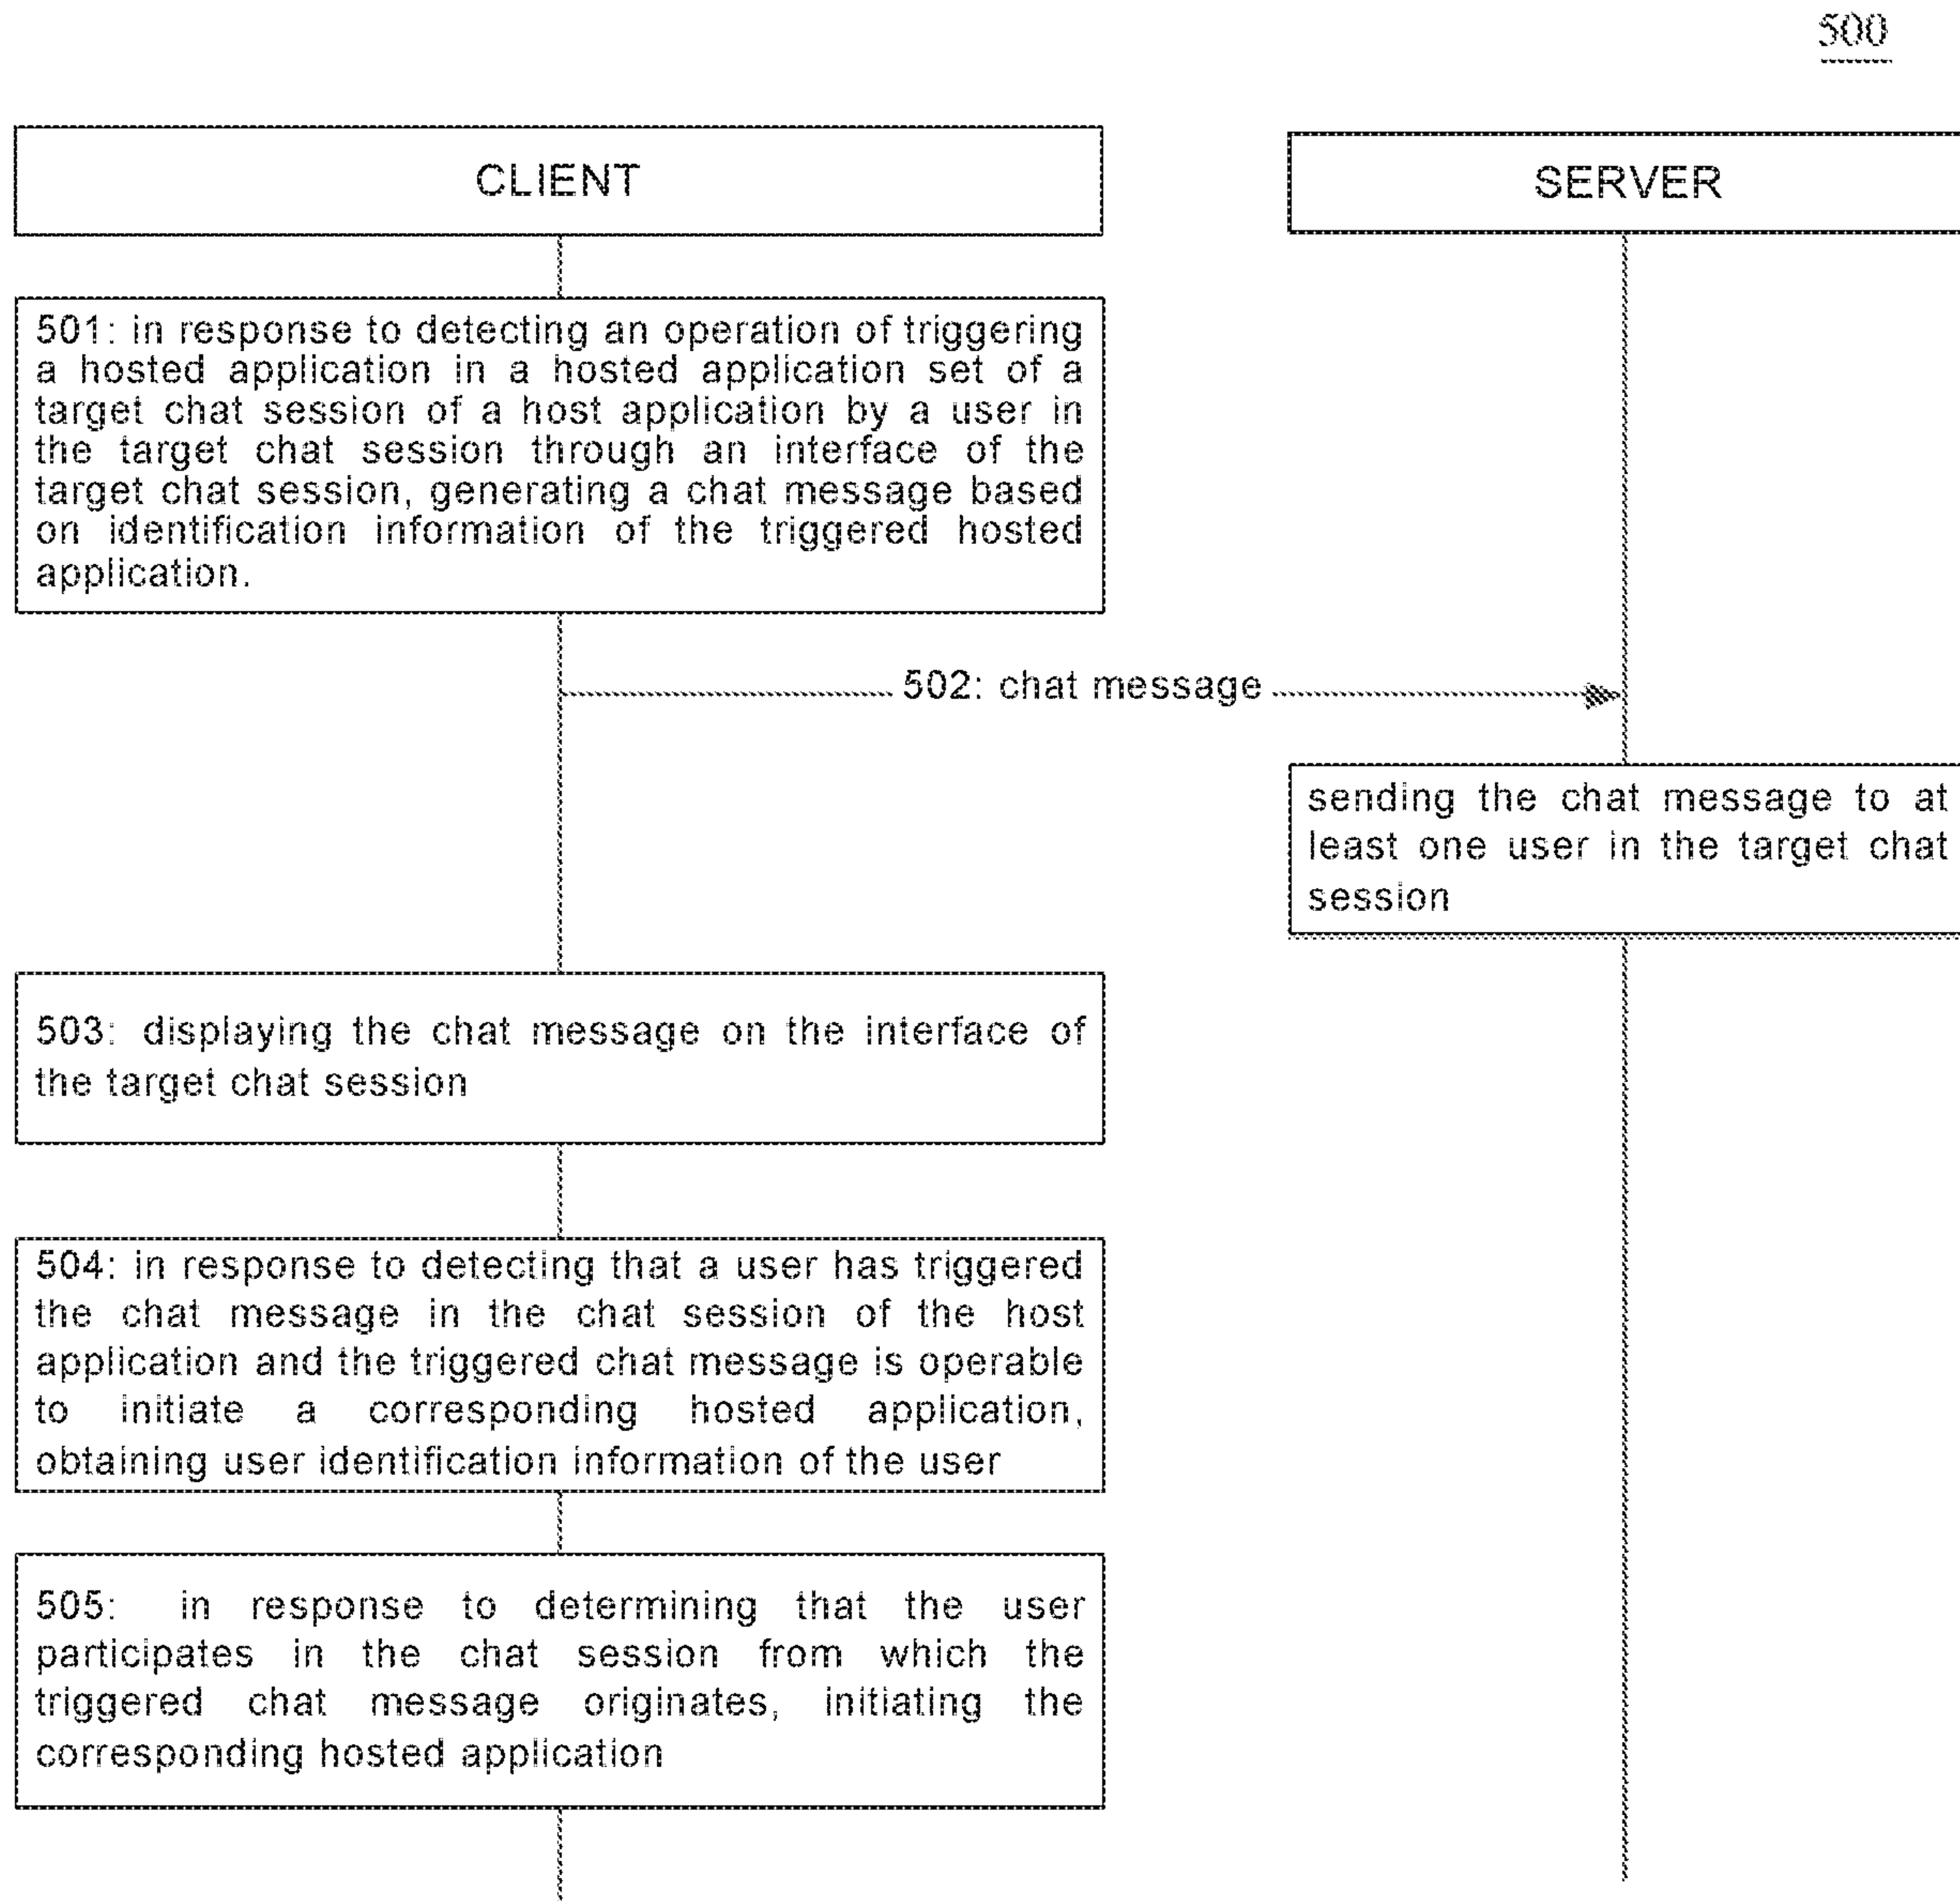 500
CLIENT
SERVER
501: in response to detecting an operation of triggering
a hosted application in a hosted application set of a
target chat session of a host application by a user in
the target chat session through an interface of the
target chat session, generating a chat message based
on identification information of the triggered hosted
application.
502: chat message
sending the chat message to at
least one user in the target chat
session
503: displaying the chat message on the interface of
the target chat session
504: in response to detecting that a user has triggered
the chat message in the chat session of the host
application and the triggered chat message is operable
to initiate a corresponding hosted application,
obtaining user identification information of the user
505: in response to determining that the user
participates in the chat session from which the
triggered chat message originates, initiating the
corresponding hosted application